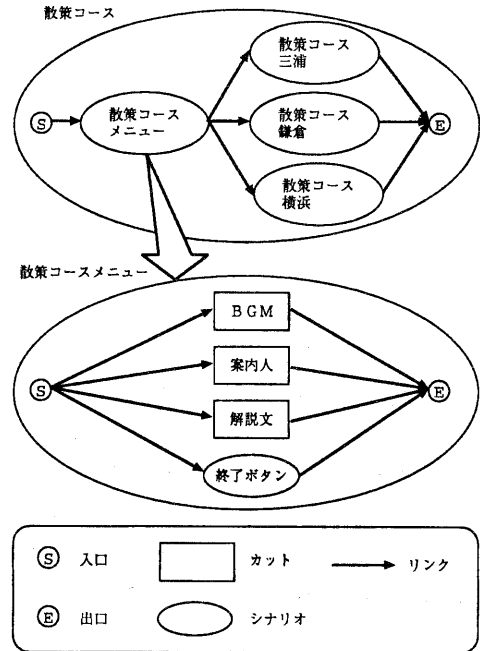 散策コース
散策コース
三浦
S
散策コース
メニュー
散策コース
鎌倉
E
散策コース
横浜
散策コースメニュー
BGM
案内人
S
E
解説文
終了ボタン
S 入口 カット リンク
E 出口 シナリオ